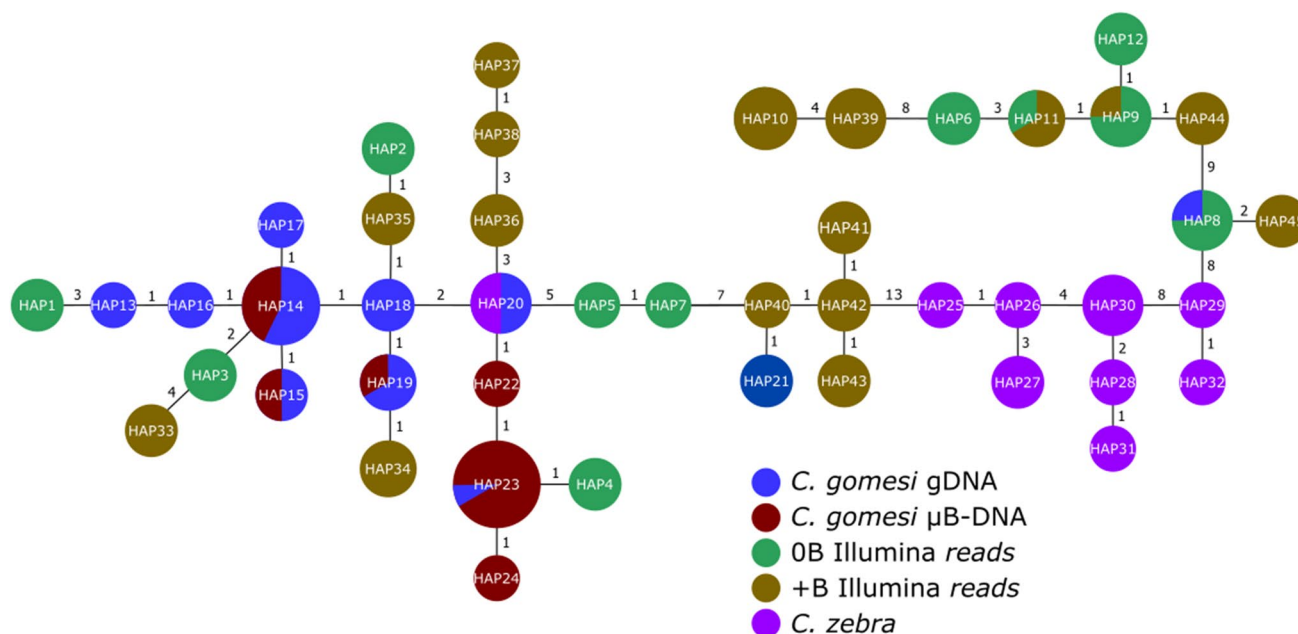 HAP12
HAP37
1
1
HAP10 4 HAP39 8 HAP6 3 HAP11 1 HAP9 1 HAP44
HAP38
HAP2
3
9
1
HAP17 HAP35 HAP36 HAP41 HAP8 2 HAP45
1 1 3 1 8
HAP1 3 HAP13 1 HAP16 1 HAP14 1 HAP18 2 HAP20 5 HAP5 1 HAP7 7 HAP40 1 HAP42 13 HAP25 1 HAP26 4 HAP30 8 HAP29
2 1 1 1 1 1 3 2 1
HAP3 HAP15 HAP19 HAP22 HAP21 HAP43 HAP27 HAP28 HAP32
4 1 1 1
HAP33 HAP34 HAP31
HAP23 1 HAP4
1
HAP24
C. gomesi gDNA
C. gomesi µB-DNA
0B Illumina reads
+B Illumina reads
C. zebra